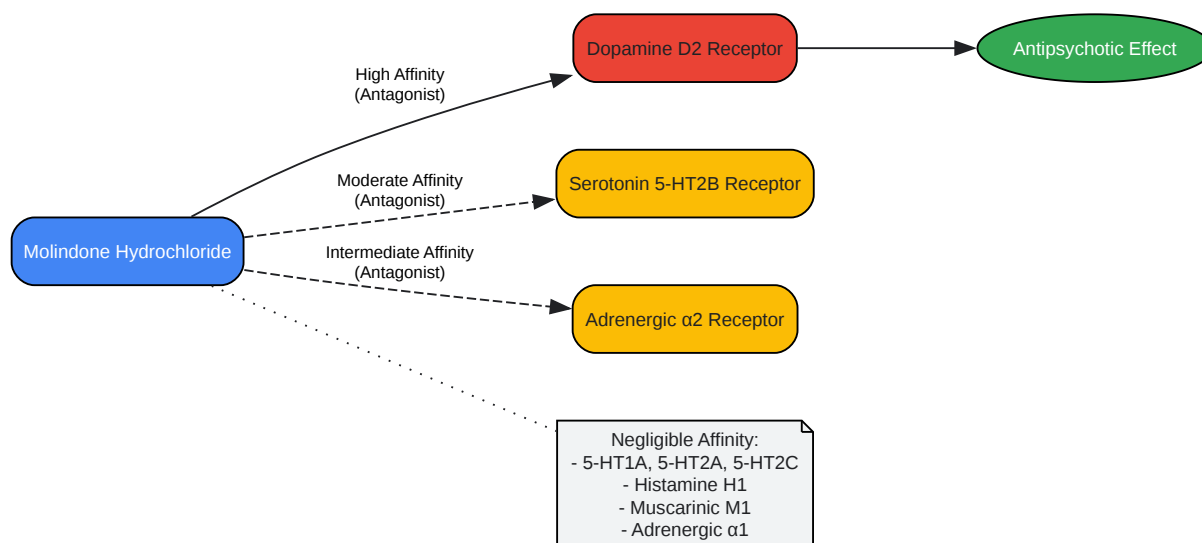 Dopamine D2 Receptor
Antipsychotic Effect
High Affinity
(Antagonist)
Moderate Affinity
(Antagonist)
Serotonin 5-HT2B Receptor
Molindone Hydrochloride
Intermediate Affinity
(Antagonist)
Adrenergic α2 Receptor
Negligible Affinity:
- 5-HT1A, 5-HT2A, 5-HT2C
- Histamine H1
- Muscarinic M1
- Adrenergic α1